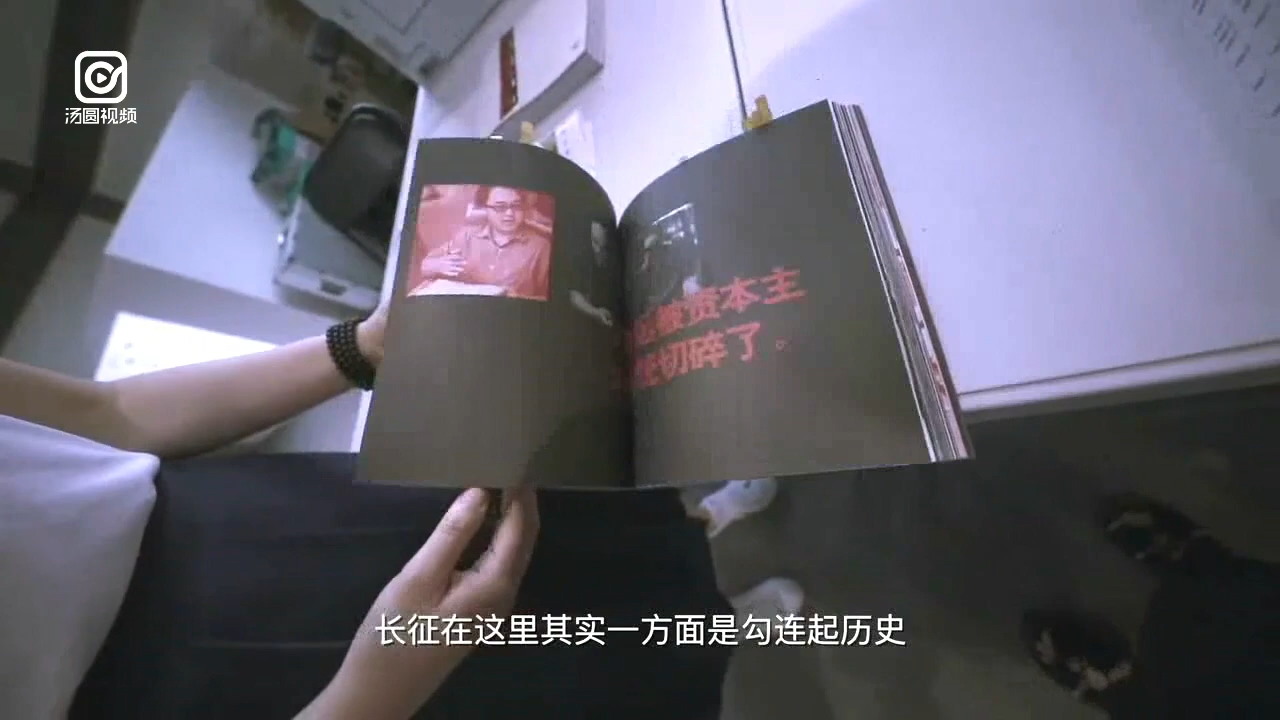 汤圆视频
被资本主
切碎了。
长征在这里其实一方面是勾连起历史